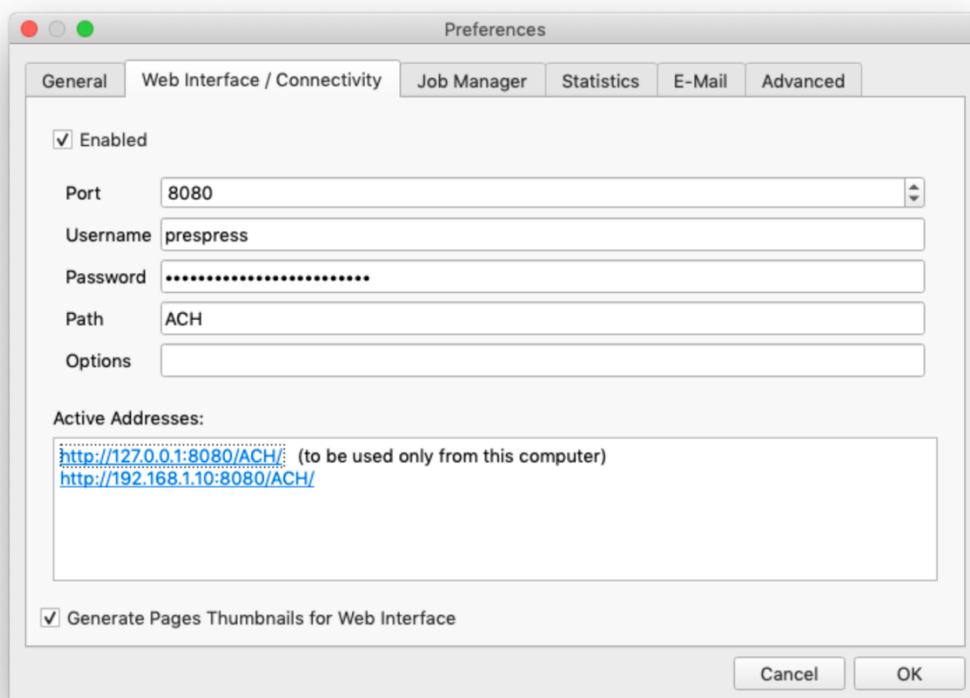 Preferences
General Web Interface / Connectivity Job Manager Statistics E-Mail Advanced
Enabled
Port 8080
Username prespress
Password •••••••••••••••••••••••••
Path ACH
Options
Active Addresses:
http://127.0.0.1:8080/ACH/ (to be used only from this computer)
http://192.168.1.10:8080/ACH/
Generate Pages Thumbnails for Web Interface
Cancel OK